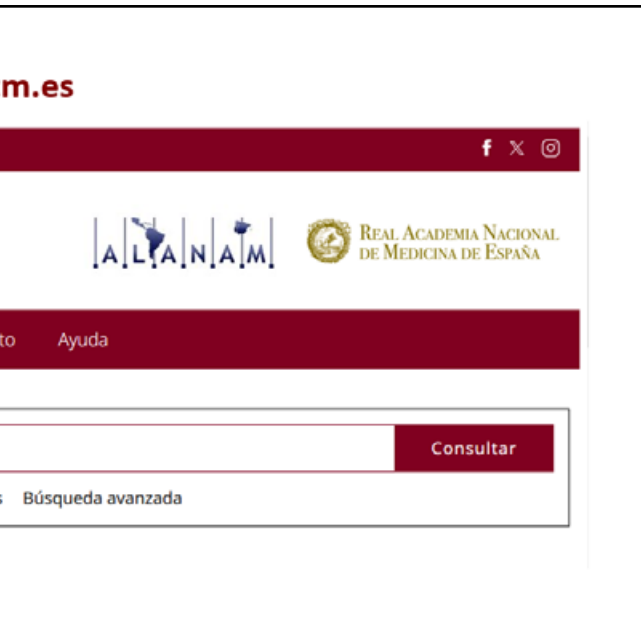 m.es
f X
ALANAM
REAL ACADEMIA NACIONAL
DE MEDICINA DE ESPAÑA
to Ayuda
Consultar
s Búsqueda avanzada